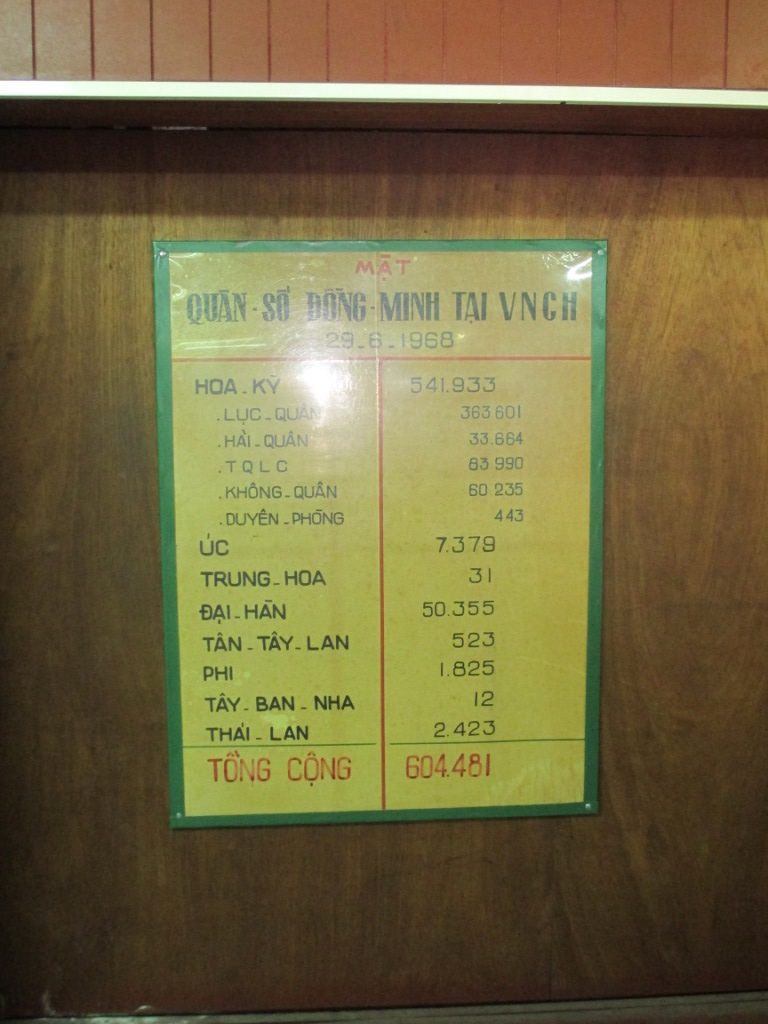 MẬT
QUÂN-SỐ ĐỒNG-MINH TẠI VNCH
29-6-1968
HOA-KỲ 541.933
.LỤC-QUÂN 363 601
.HẢI-QUÂN 33.664
.TQLC 83 990
.KHÔNG-QUÂN 60 235
.DUYÊN-PHÒNG 443
ÚC 7.379
TRUNG-HOA 31
ĐẠI-HÀN 50.355
TÂN-TÂY-LAN 523
PHI 1.825
TÂY-BAN-NHA 12
THÁI-LAN 2.423
TỔNG CỘNG 604.481